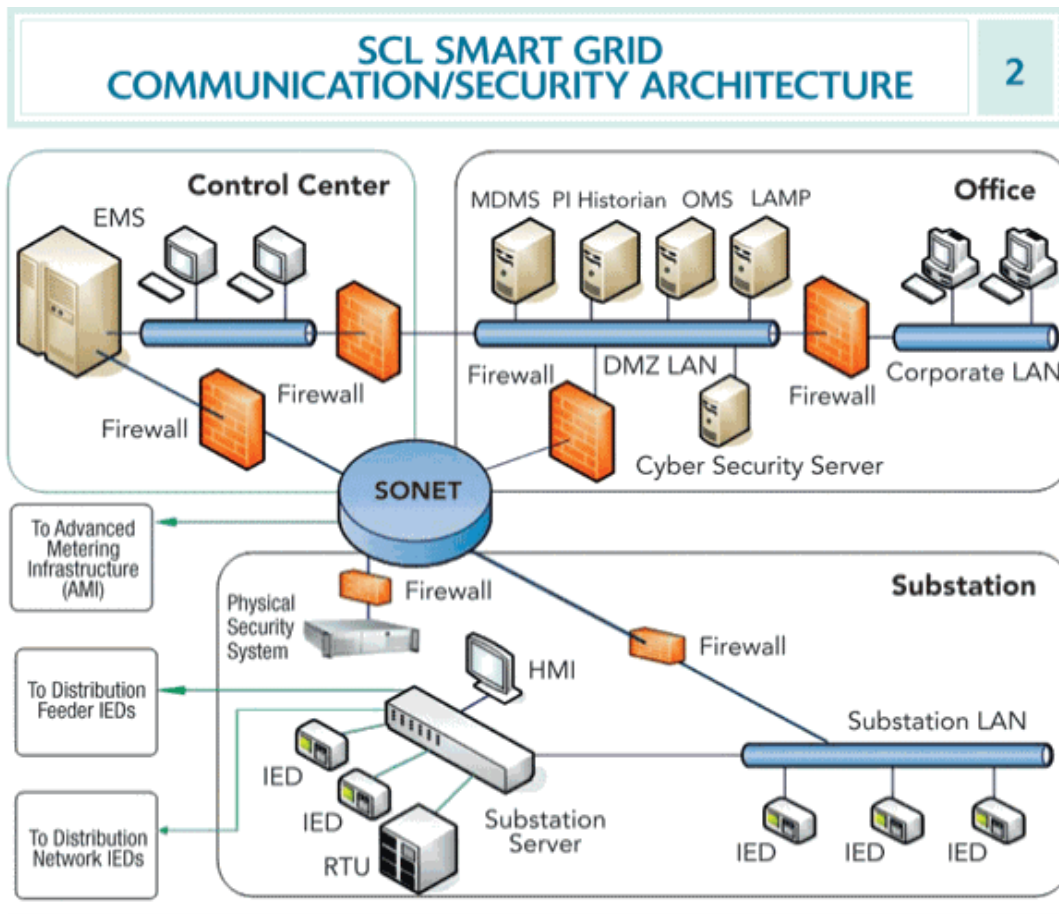 SCL SMART GRID
COMMUNICATION/SECURITY ARCHITECTURE
2
Control Center
EMS
Firewall
Firewall
Office
MDMS
PI Historian
OMS
LAMP
Firewall
DMZ LAN
Firewall
Corporate LAN
Cyber Security Server
SONET
To Advanced
Metering
Infrastructure
(AMI)
To Distribution
Feeder IEDs
To Distribution
Network IEDs
Substation
Firewall
Physical
Security
System
HMI
Firewall
Substation LAN
IED
IED
RTU
Substation
Server
IED
IED
IED